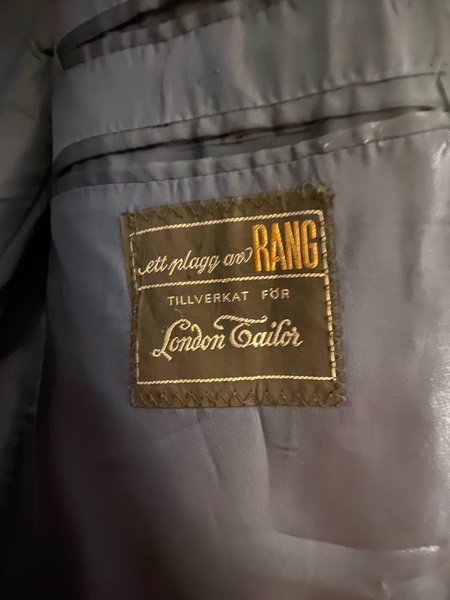 ett plagg av RANG
TILLVERKAT FÖR
London Tailor